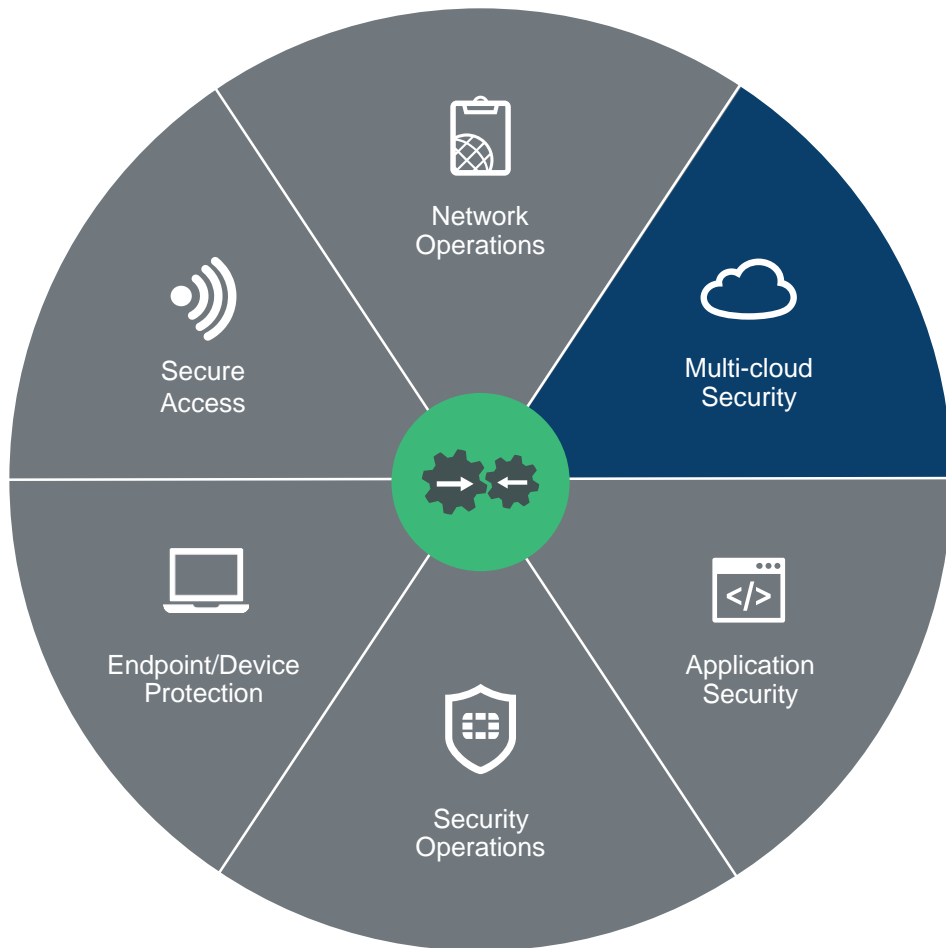 Network
Operations
Multi-cloud
Security
Secure
Access
Endpoint/Device
Protection
</>
Application
Security
Security
Operations